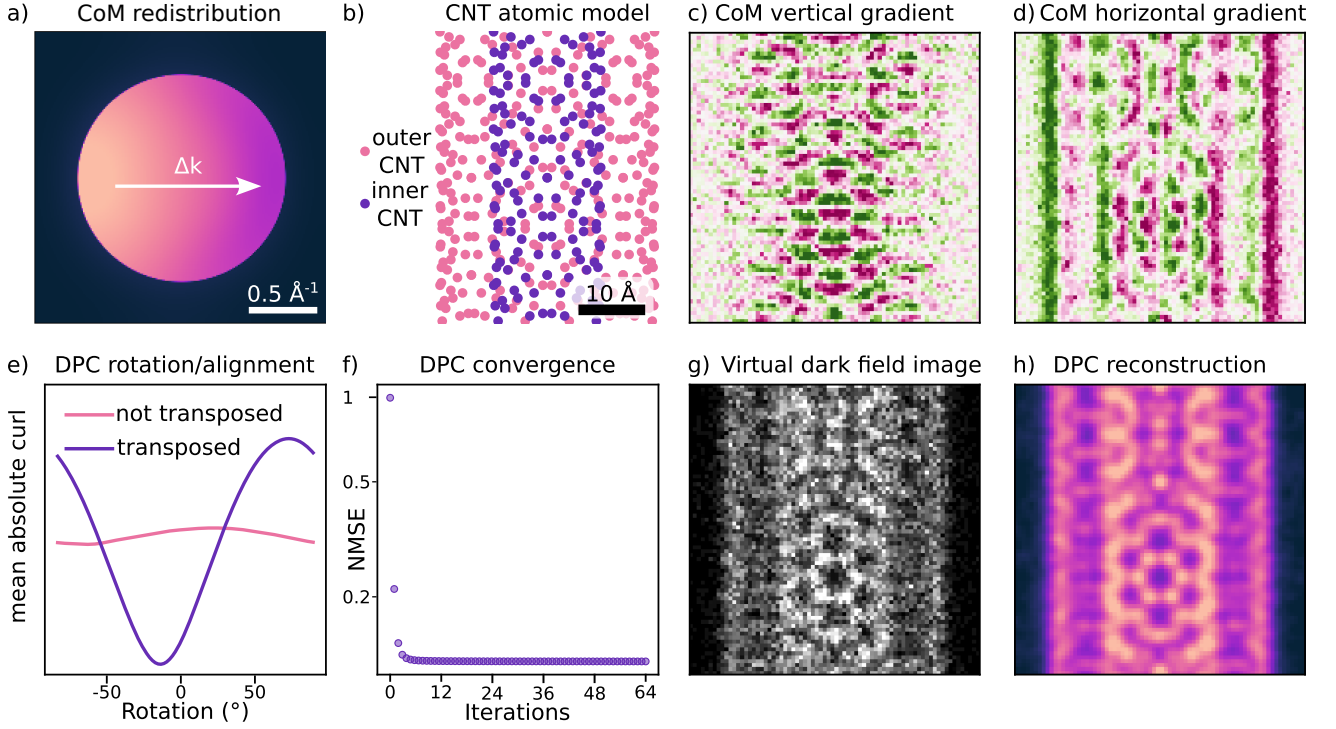 a) CoM redistribution
Δk
0.5 Å⁻¹
b) CNT atomic model
outer
CNT
inner
CNT
10 Å
c) CoM vertical gradient
d) CoM horizontal gradient
e) DPC rotation/alignment
mean absolute curl
not transposed
transposed
-50 0 50
Rotation (°)
f) DPC convergence
NMSE
1
0.5
0.2
0 12 24 36 48 64
Iterations
g) Virtual dark field image
h) DPC reconstruction